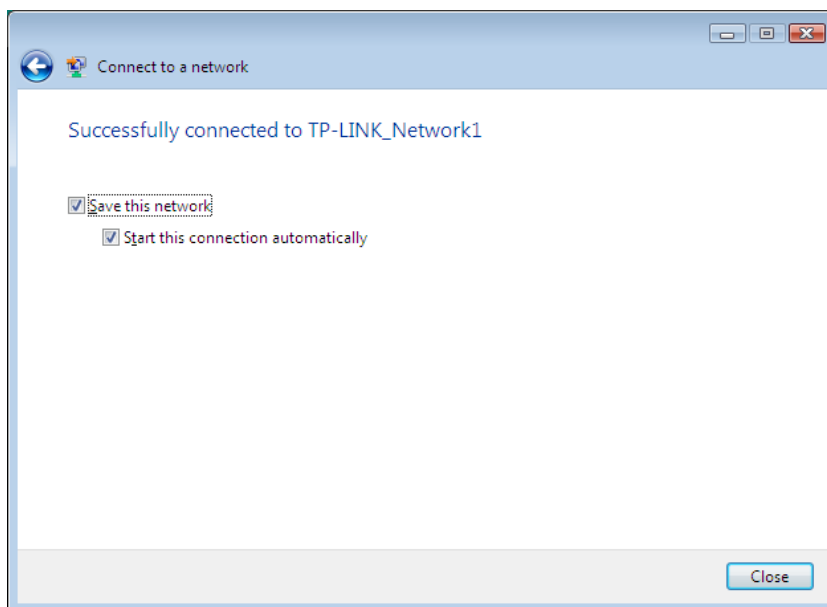 Connect to a network
Successfully connected to TP-LINK_Network1
Save this network
Start this connection automatically
Close